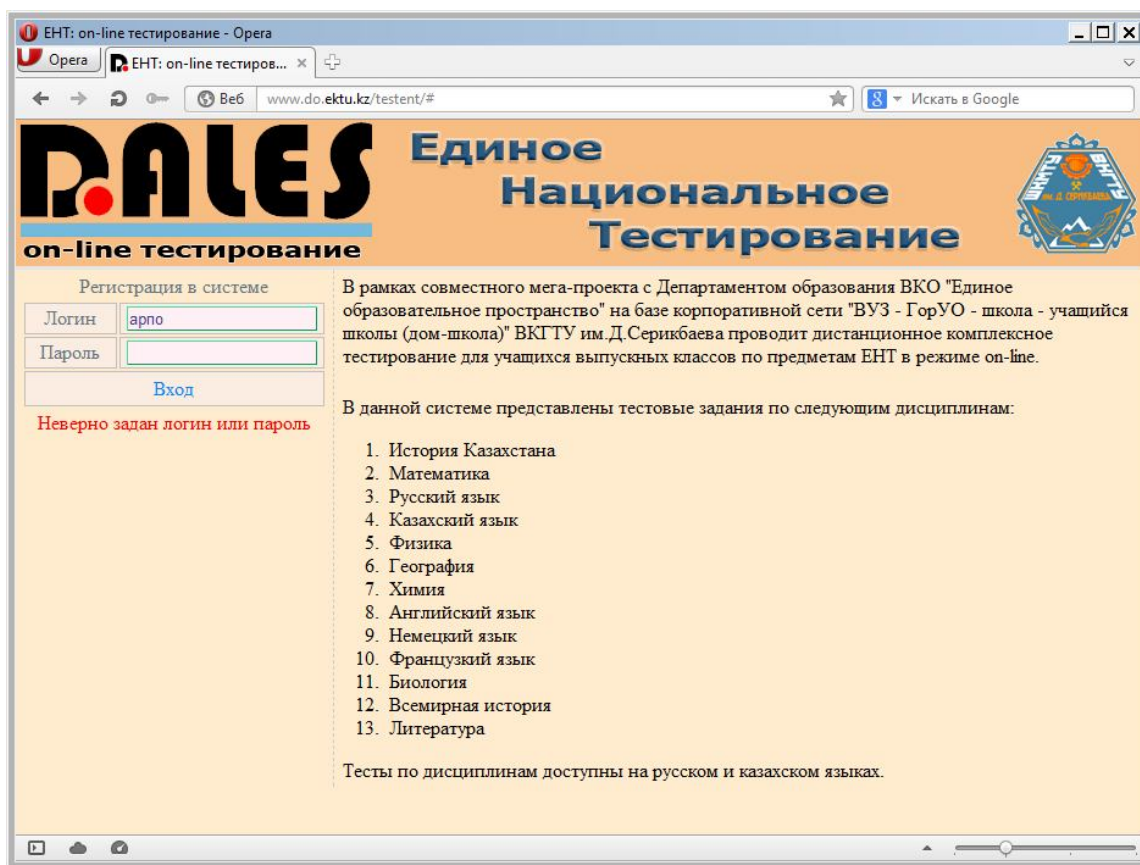 ЕНТ: on-line тестирование - Opera
Opera
ЕНТ: on-line тестиров...
Веб
www.do.ektu.kz/testent/#
Искать в Google
D.ALES
on-line тестирование
Единое
Национальное
Тестирование
Регистрация в системе
Логин
арпо
Пароль
Вход
Неверно задан логин или пароль
В рамках совместного мега-проекта с Департаментом образования ВКО "Единое
образовательное пространство" на базе корпоративной сети "ВУЗ - ГорУО - школа - учащийся
школы (дом-школа)" ВКГТУ им.Д.Серикбаева проводит дистанционное комплексное
тестирование для учащихся выпускных классов по предметам ЕНТ в режиме on-line.
В данной системе представлены тестовые задания по следующим дисциплинам:
1. История Казахстана
2. Математика
3. Русский язык
4. Казахский язык
5. Физика
6. География
7. Химия
8. Английский язык
9. Немецкий язык
10. Французкий язык
11. Биология
12. Всемирная история
13. Литература
Тесты по дисциплинам доступны на русском и казахском языках.